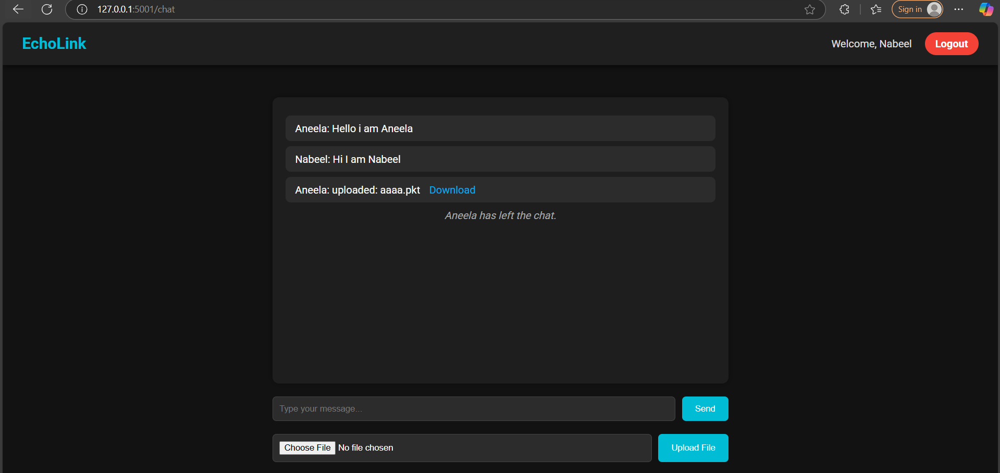 127.0.0.1:5001/chat
Sign in
EchoLink
Welcome, Nabeel
Logout
Aneela: Hello i am Aneela
Nabeel: Hi I am Nabeel
Aneela: uploaded: aaaa.pkt Download
Aneela has left the chat.
Type your message...
Send
Choose File No file chosen
Upload File